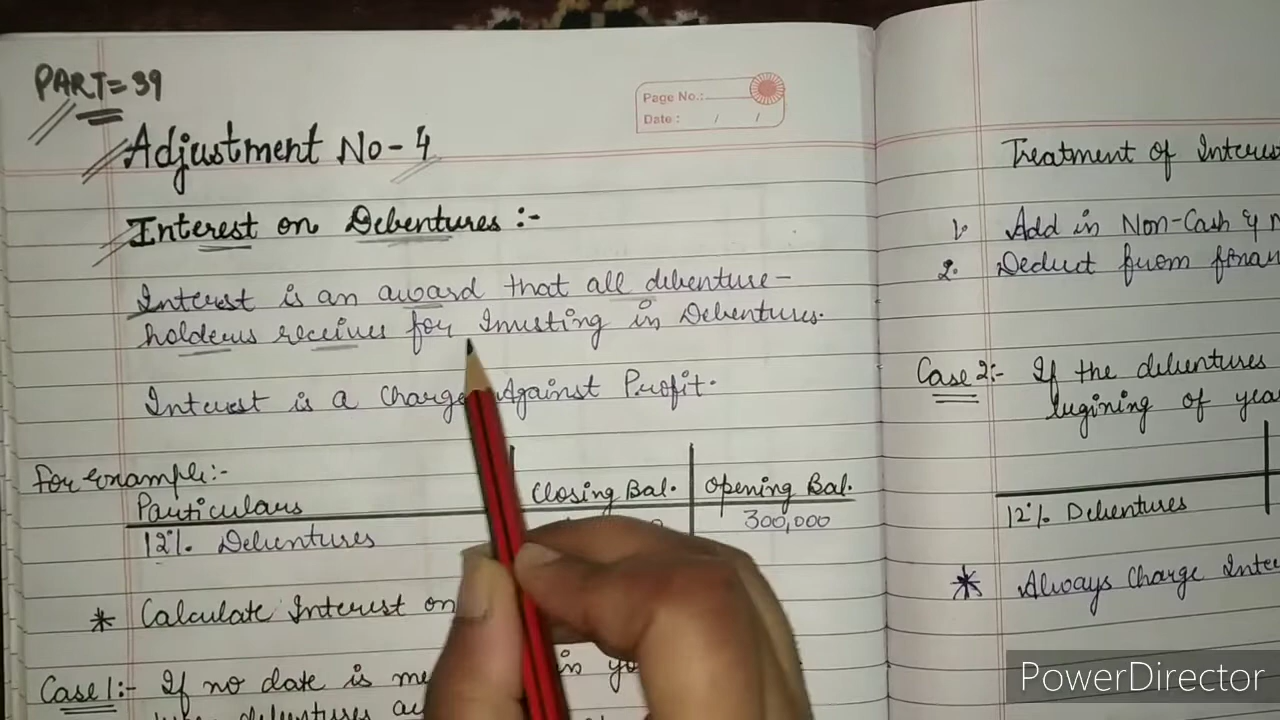 PART=39
Page No.:
Date : / /
Adjustment No-4
Interest on Debentures:-
Interest is an award that all debenture-
holders receives for Investing in Debentures.
Interest is a Charge Against Profit.
For example:-
Particulars Closing Bal. Opening Bal.
12% Debentures 300,000
* Calculate Interest on
Case 1:- If no date is in
Treatment of
1. Add in Non-Cash &
2. Deduct from
Case 2:- If the debentures
begining of
12% Debentures
* Always Charge
PowerDirector